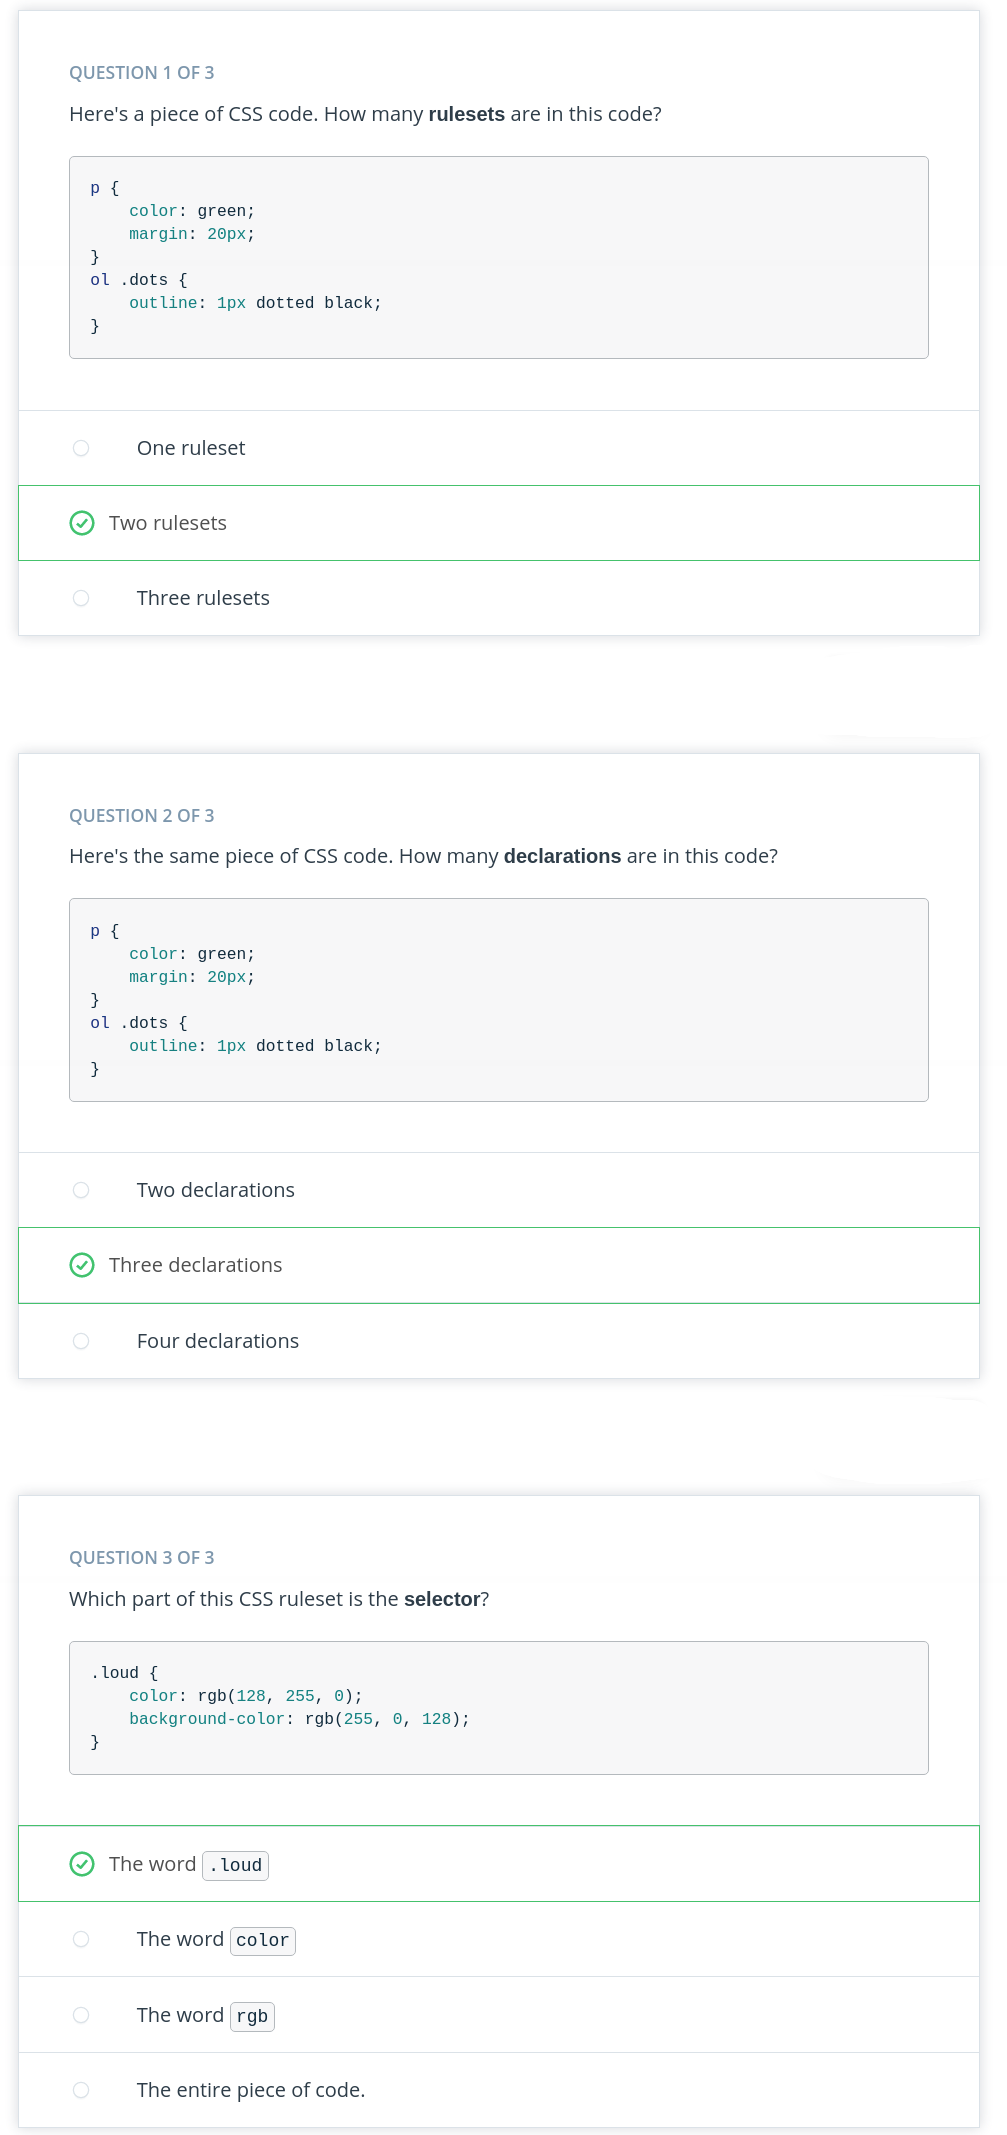 QUESTION 1 OF 3
Here's a piece of CSS code. How many rulesets are in this code?
p {
    color: green;
    margin: 20px;
}
ol .dots {
    outline: 1px dotted black;
}
One ruleset
Two rulesets
Three rulesets
QUESTION 2 OF 3
Here's the same piece of CSS code. How many declarations are in this code?
p {
    color: green;
    margin: 20px;
}
ol .dots {
    outline: 1px dotted black;
}
Two declarations
Three declarations
Four declarations
QUESTION 3 OF 3
Which part of this CSS ruleset is the selector?
.loud {
    color: rgb(128, 255, 0);
    background-color: rgb(255, 0, 128);
}
The word .loud
The word color
The word rgb
The entire piece of code.